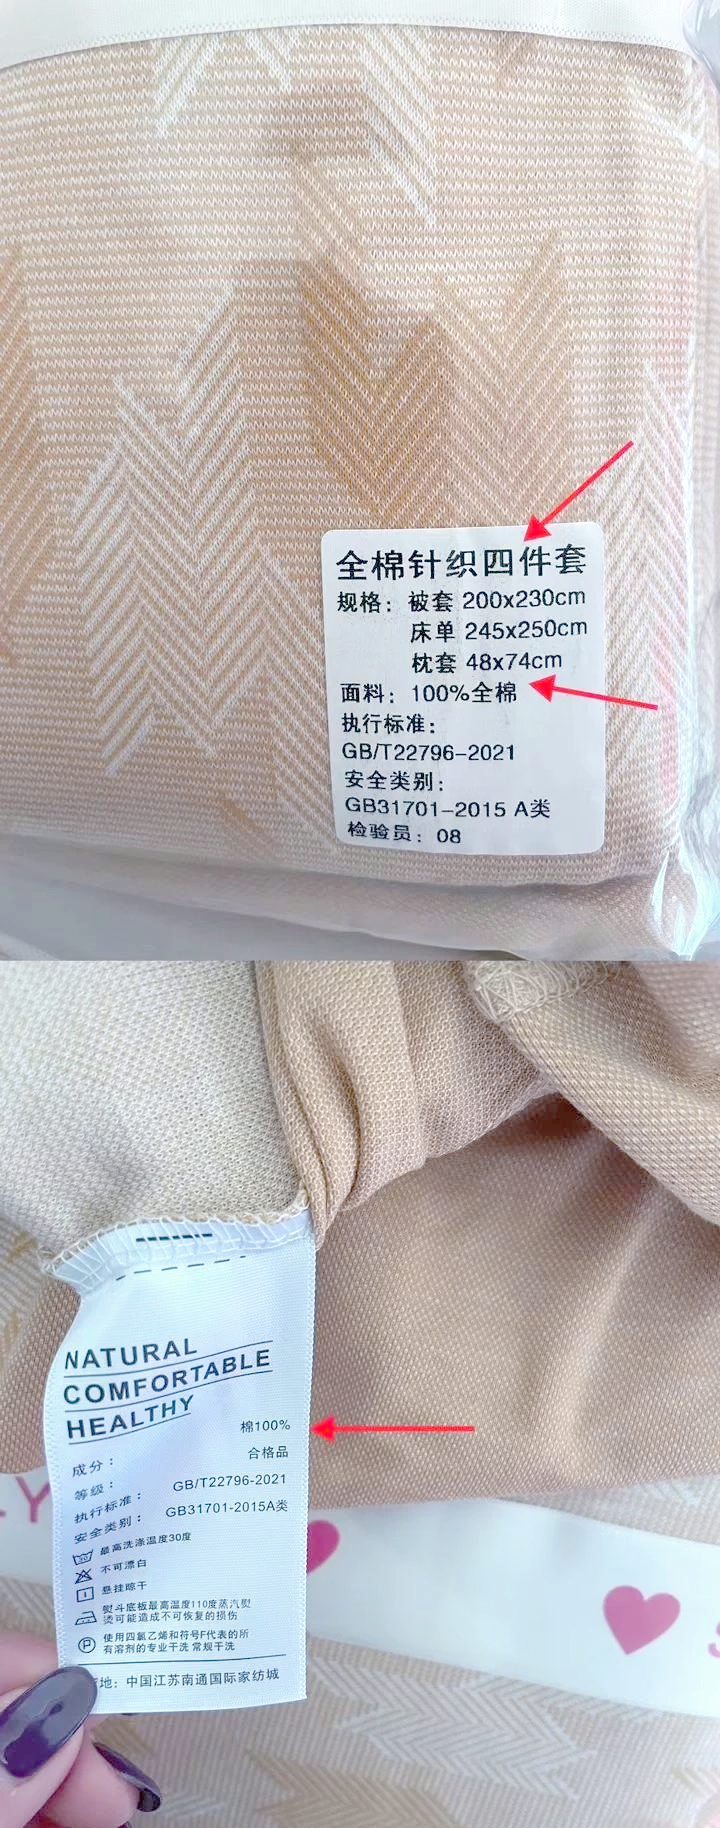 全棉针织四件套
规格：被套 200x230cm
床单 245x250cm
枕套 48x74cm
面料：100%全棉
执行标准：
GB/T22796-2021
安全类别：
GB31701-2015 A类
检验员：08
NATURAL
COMFORTABLE
HEALTHY
成分： 棉100%
等级： 合格品
执行标准： GB/T22796-2021
安全类别： GB31701-2015A类
最高洗涤温度30度
不可漂白
悬挂晾干
熨斗底板最高温度110度蒸汽熨
烫可能造成不可恢复的损伤
使用四氯乙烯和符号F代表的所
有溶剂的专业干洗 常规干洗
地：中国江苏南通国际家纺城